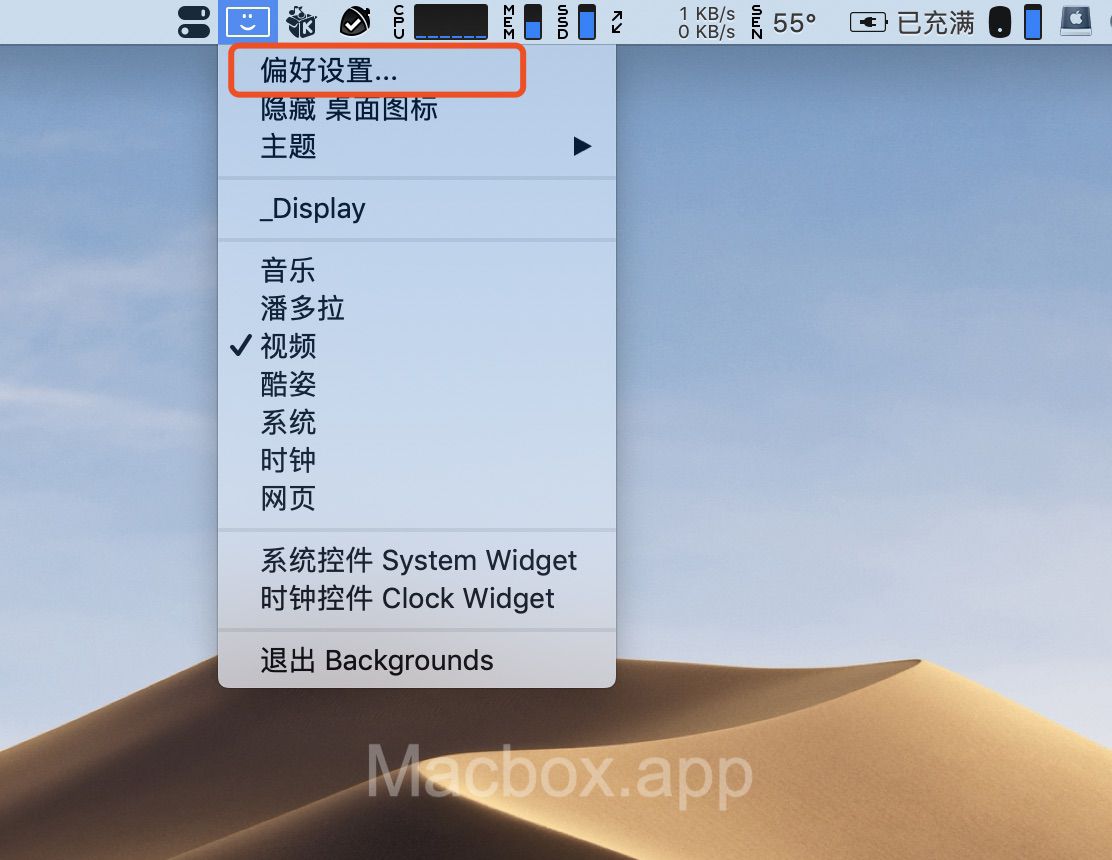 CPU
MEM
SSD
1 KB/s
0 KB/s
SEN
55°
已充满
偏好设置...
隐藏 桌面图标
主题
_Display
音乐
潘多拉
视频
酷姿
系统
时钟
网页
系统控件 System Widget
时钟控件 Clock Widget
退出 Backgrounds
Macbox.app